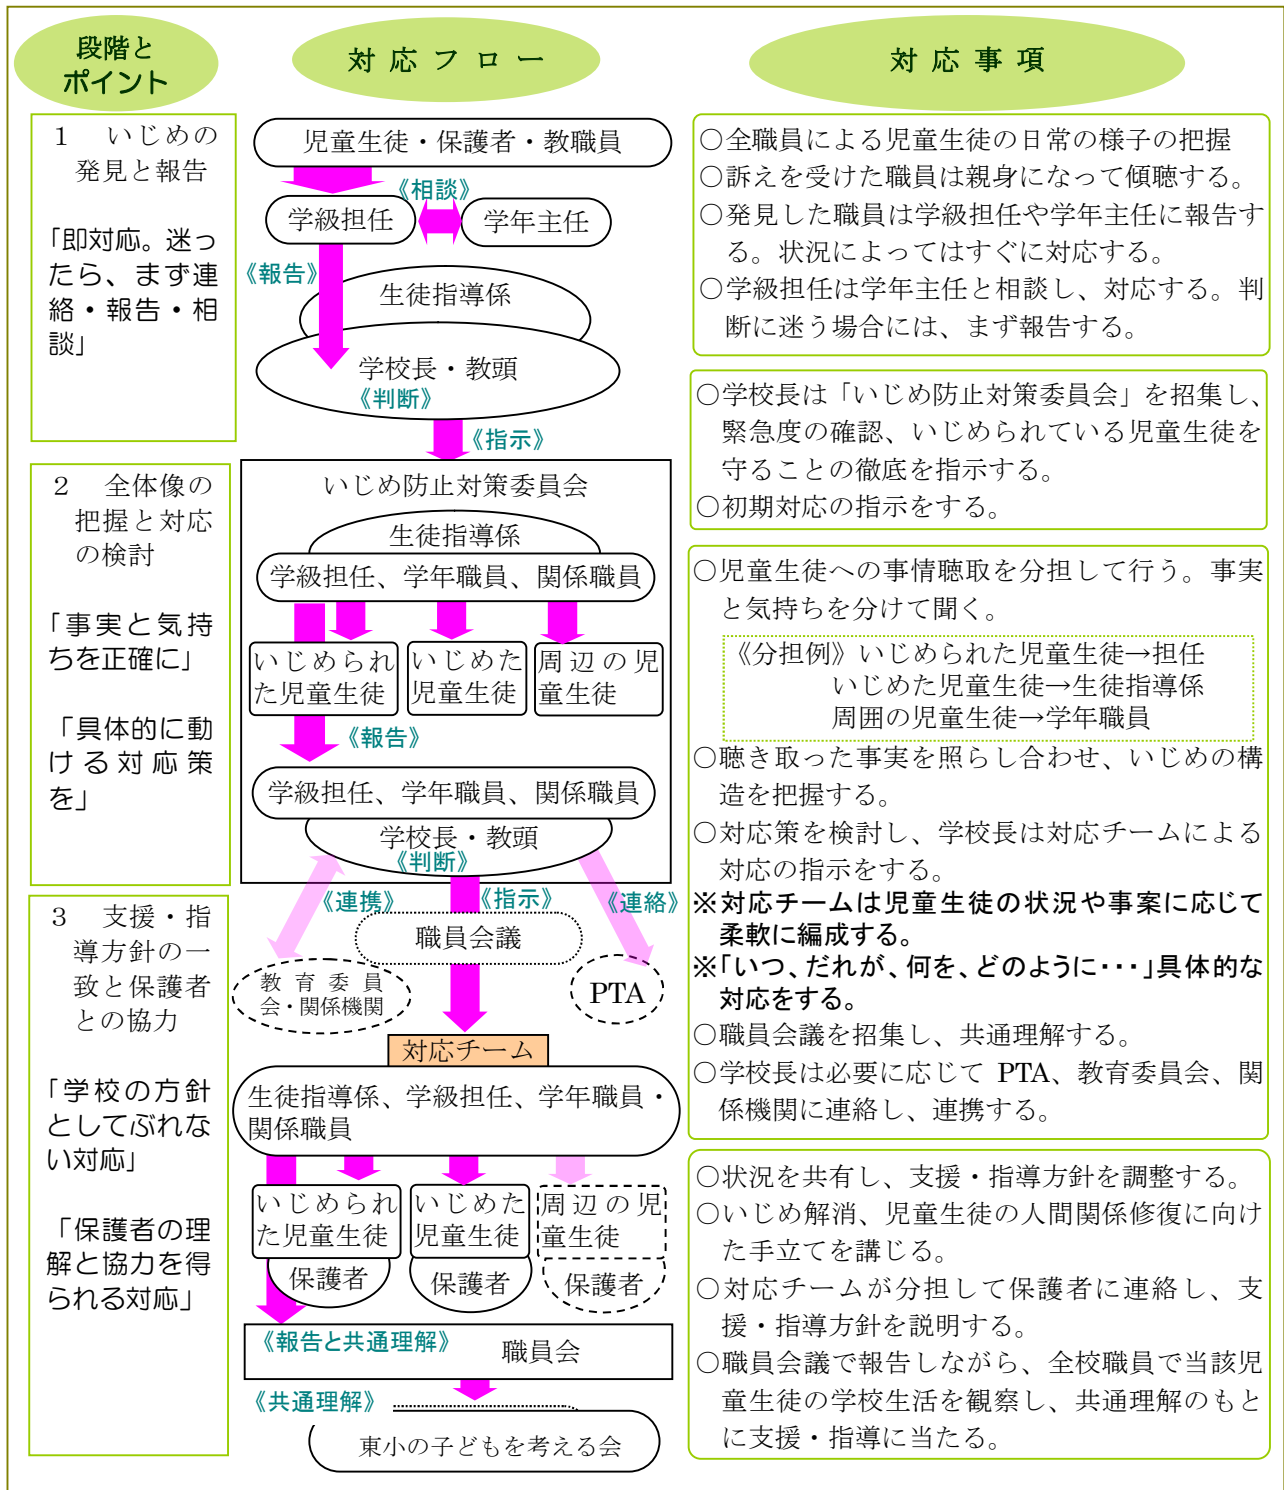 段階と
ポイント
対応フロー
対応事項
1 いじめの
発見と報告
「即対応。迷っ
たら、まず連
絡・報告・相
談」
児童生徒・保護者・教職員
《相談》
学級担任
学年主任
《報告》
生徒指導係
学校長・教頭
《判断》
《指示》
○全職員による児童生徒の日常の様子の把握
○訴えを受けた職員は親身になって傾聴する。
○発見した職員は学級担任や学年主任に報告す
る。状況によってはすぐに対応する。
○学級担任は学年主任と相談し、対応する。判
断に迷う場合には、まず報告する。
○学校長は「いじめ防止対策委員会」を招集し、
緊急度の確認、いじめられている児童生徒を
守ることの徹底を指示する。
○初期対応の指示をする。
2 全体像の
把握と対応
の検討
「事実と気持
ちを正確に」
「具体的に動
ける対応策
を」
いじめ防止対策委員会
生徒指導係
学級担任、学年職員、関係職員
いじめられ
た児童生徒
いじめた
児童生徒
周辺の児
童生徒
《報告》
学級担任、学年職員、関係職員
学校長・教頭
《判断》
○児童生徒への事情聴取を分担して行う。事実
と気持ちを分けて聞く。
《分担例》いじめられた児童生徒→担任
いじめた児童生徒→生徒指導係
周囲の児童生徒→学年職員
○聴き取った事実を照らし合わせ、いじめの構
造を把握する。
○対応策を検討し、学校長は対応チームによる
対応の指示をする。
※対応チームは児童生徒の状況や事案に応じて
柔軟に編成する。
※「いつ、だれが、何を、どのように・・・」具体的な
対応をする。
○職員会議を招集し、共通理解する。
○学校長は必要に応じて PTA、教育委員会、関
係機関に連絡し、連携する。
3 支援・指
導方針の一
致と保護者
との協力
「学校の方針
としてぶれな
い対応」
「保護者の理
解と協力を得
られる対応」
《連携》
《指示》
《連絡》
職員会議
教育委員
会・関係機関
PTA
対応チーム
生徒指導係、学級担任、学年職員・
関係職員
いじめられ
た児童生徒
いじめた
児童生徒
周辺の児
童生徒
保護者
保護者
保護者
《報告と共通理解》
職員会
《共通理解》
東小の子どもを考える会
○状況を共有し、支援・指導方針を調整する。
○いじめ解消、児童生徒の人間関係修復に向け
た手立てを講じる。
○対応チームが分担して保護者に連絡し、支
援・指導方針を説明する。
○職員会議で報告しながら、全校職員で当該児
童生徒の学校生活を観察し、共通理解のもと
に支援・指導に当たる。